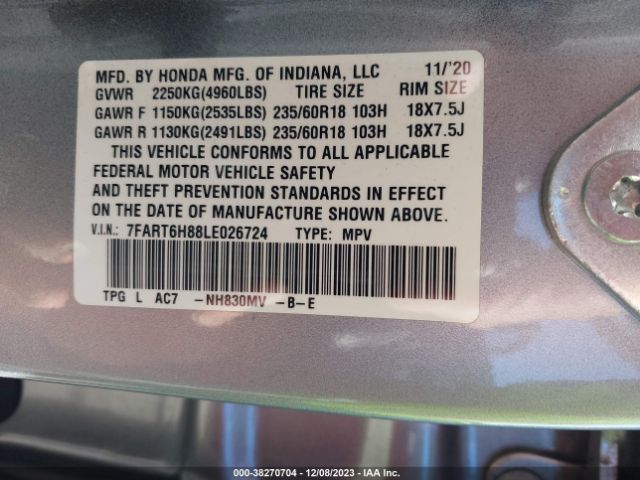 MFD. BY HONDA MFG. OF INDIANA, LLC 11/'20
GVWR 2250KG(4960LBS) TIRE SIZE RIM SIZE
GAWR F 1150KG(2535LBS) 235/60R18 103H 18X7.5J
GAWR R 1130KG(2491LBS) 235/60R18 103H 18X7.5J
THIS VEHICLE CONFORMS TO ALL APPLICABLE
FEDERAL MOTOR VEHICLE SAFETY
AND THEFT PREVENTION STANDARDS IN EFFECT
ON THE DATE OF MANUFACTURE SHOWN ABOVE.
V.I.N.: 7FART6H88LE026724 TYPE: MPV
TPG L AC7 -NH830MV -B-E
000-38270704 - 12/08/2023 - IAA Inc.